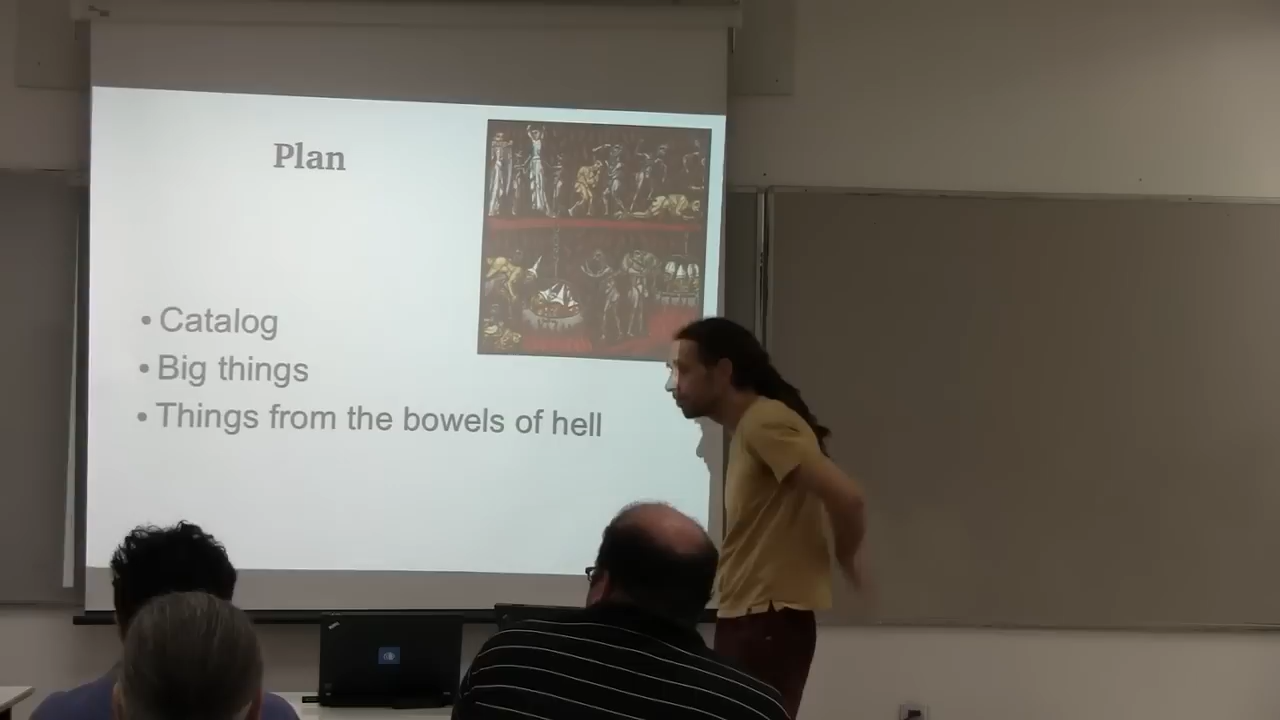 Plan
• Catalog
• Big things
• Things from the bowels of hell